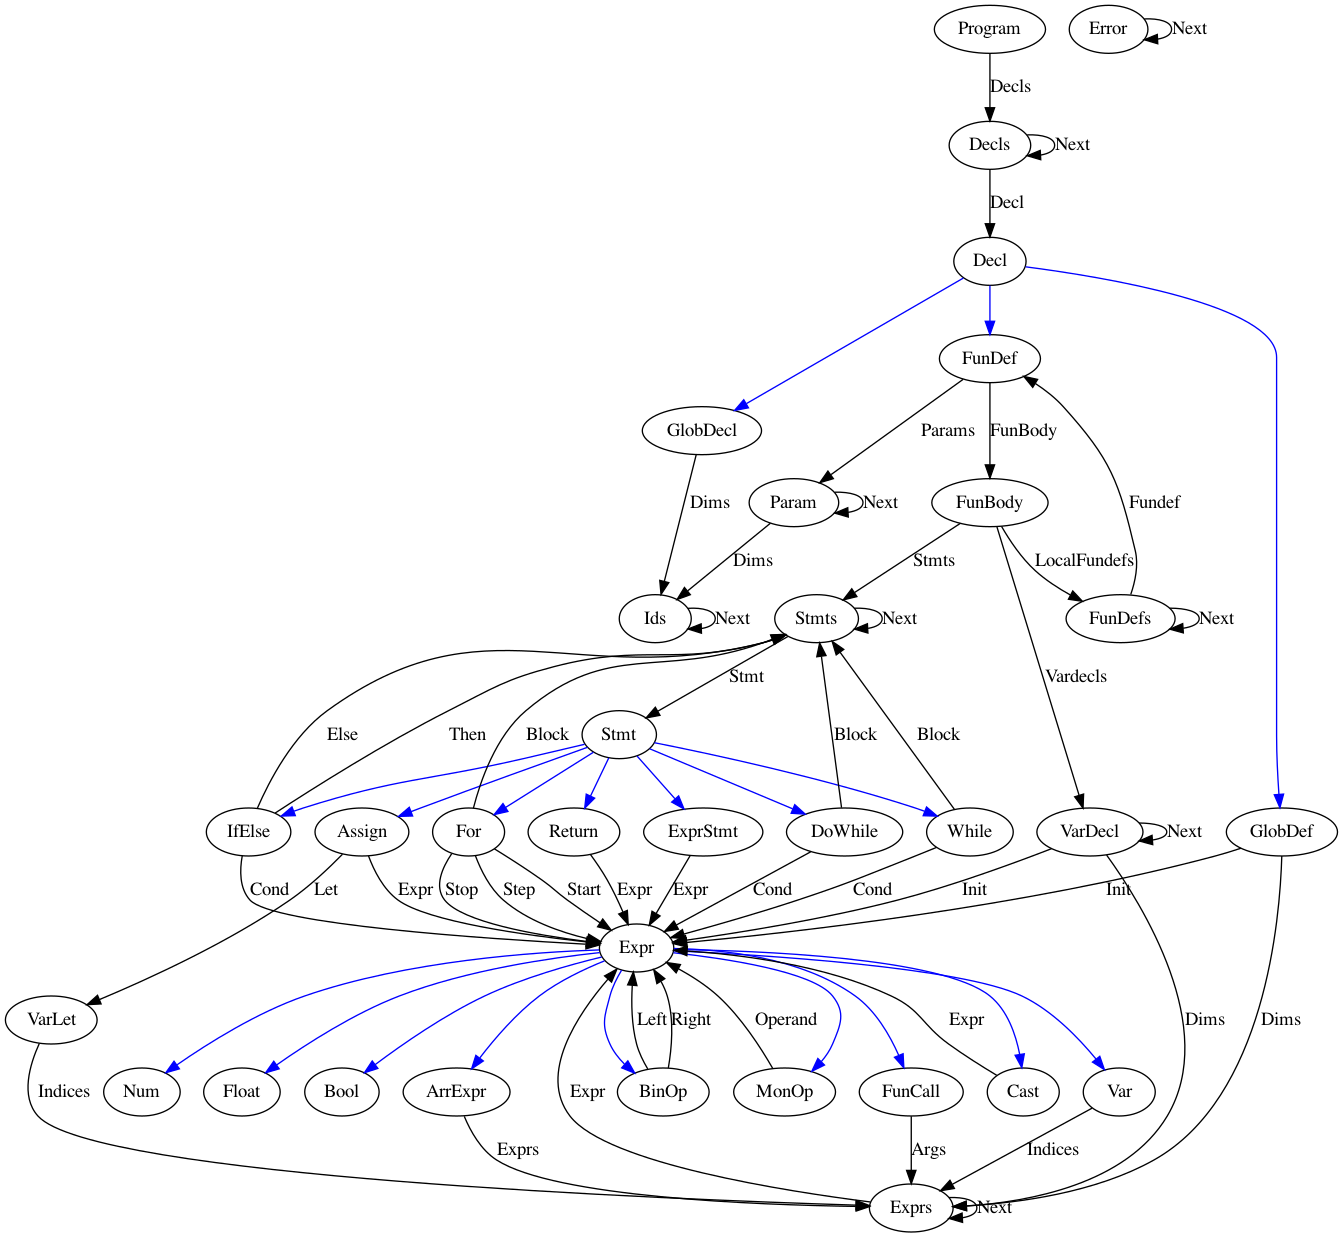 Program
Error
Next
Decls
Decls
Next
Decl
Decl
FunDef
GlobDecl
Params
FunBody
Dims
Param
Next
FunBody
Fundef
Dims
Stmts
LocalFundefs
Ids
Next
Stmts
Next
FunDefs
Next
Stmt
Vardecls
Else
Then
Block
Stmt
Block
Block
IfElse
Assign
For
Return
ExprStmt
DoWhile
While
VarDecl
Next
GlobDef
Cond
Let
Expr
Stop
Step
Start
Expr
Expr
Cond
Cond
Init
Init
Expr
VarLet
Left
Right
Operand
Expr
Dims
Dims
Indices
Num
Float
Bool
ArrExpr
Expr
BinOp
MonOp
FunCall
Cast
Var
Exprs
Args
Indices
Exprs
Next